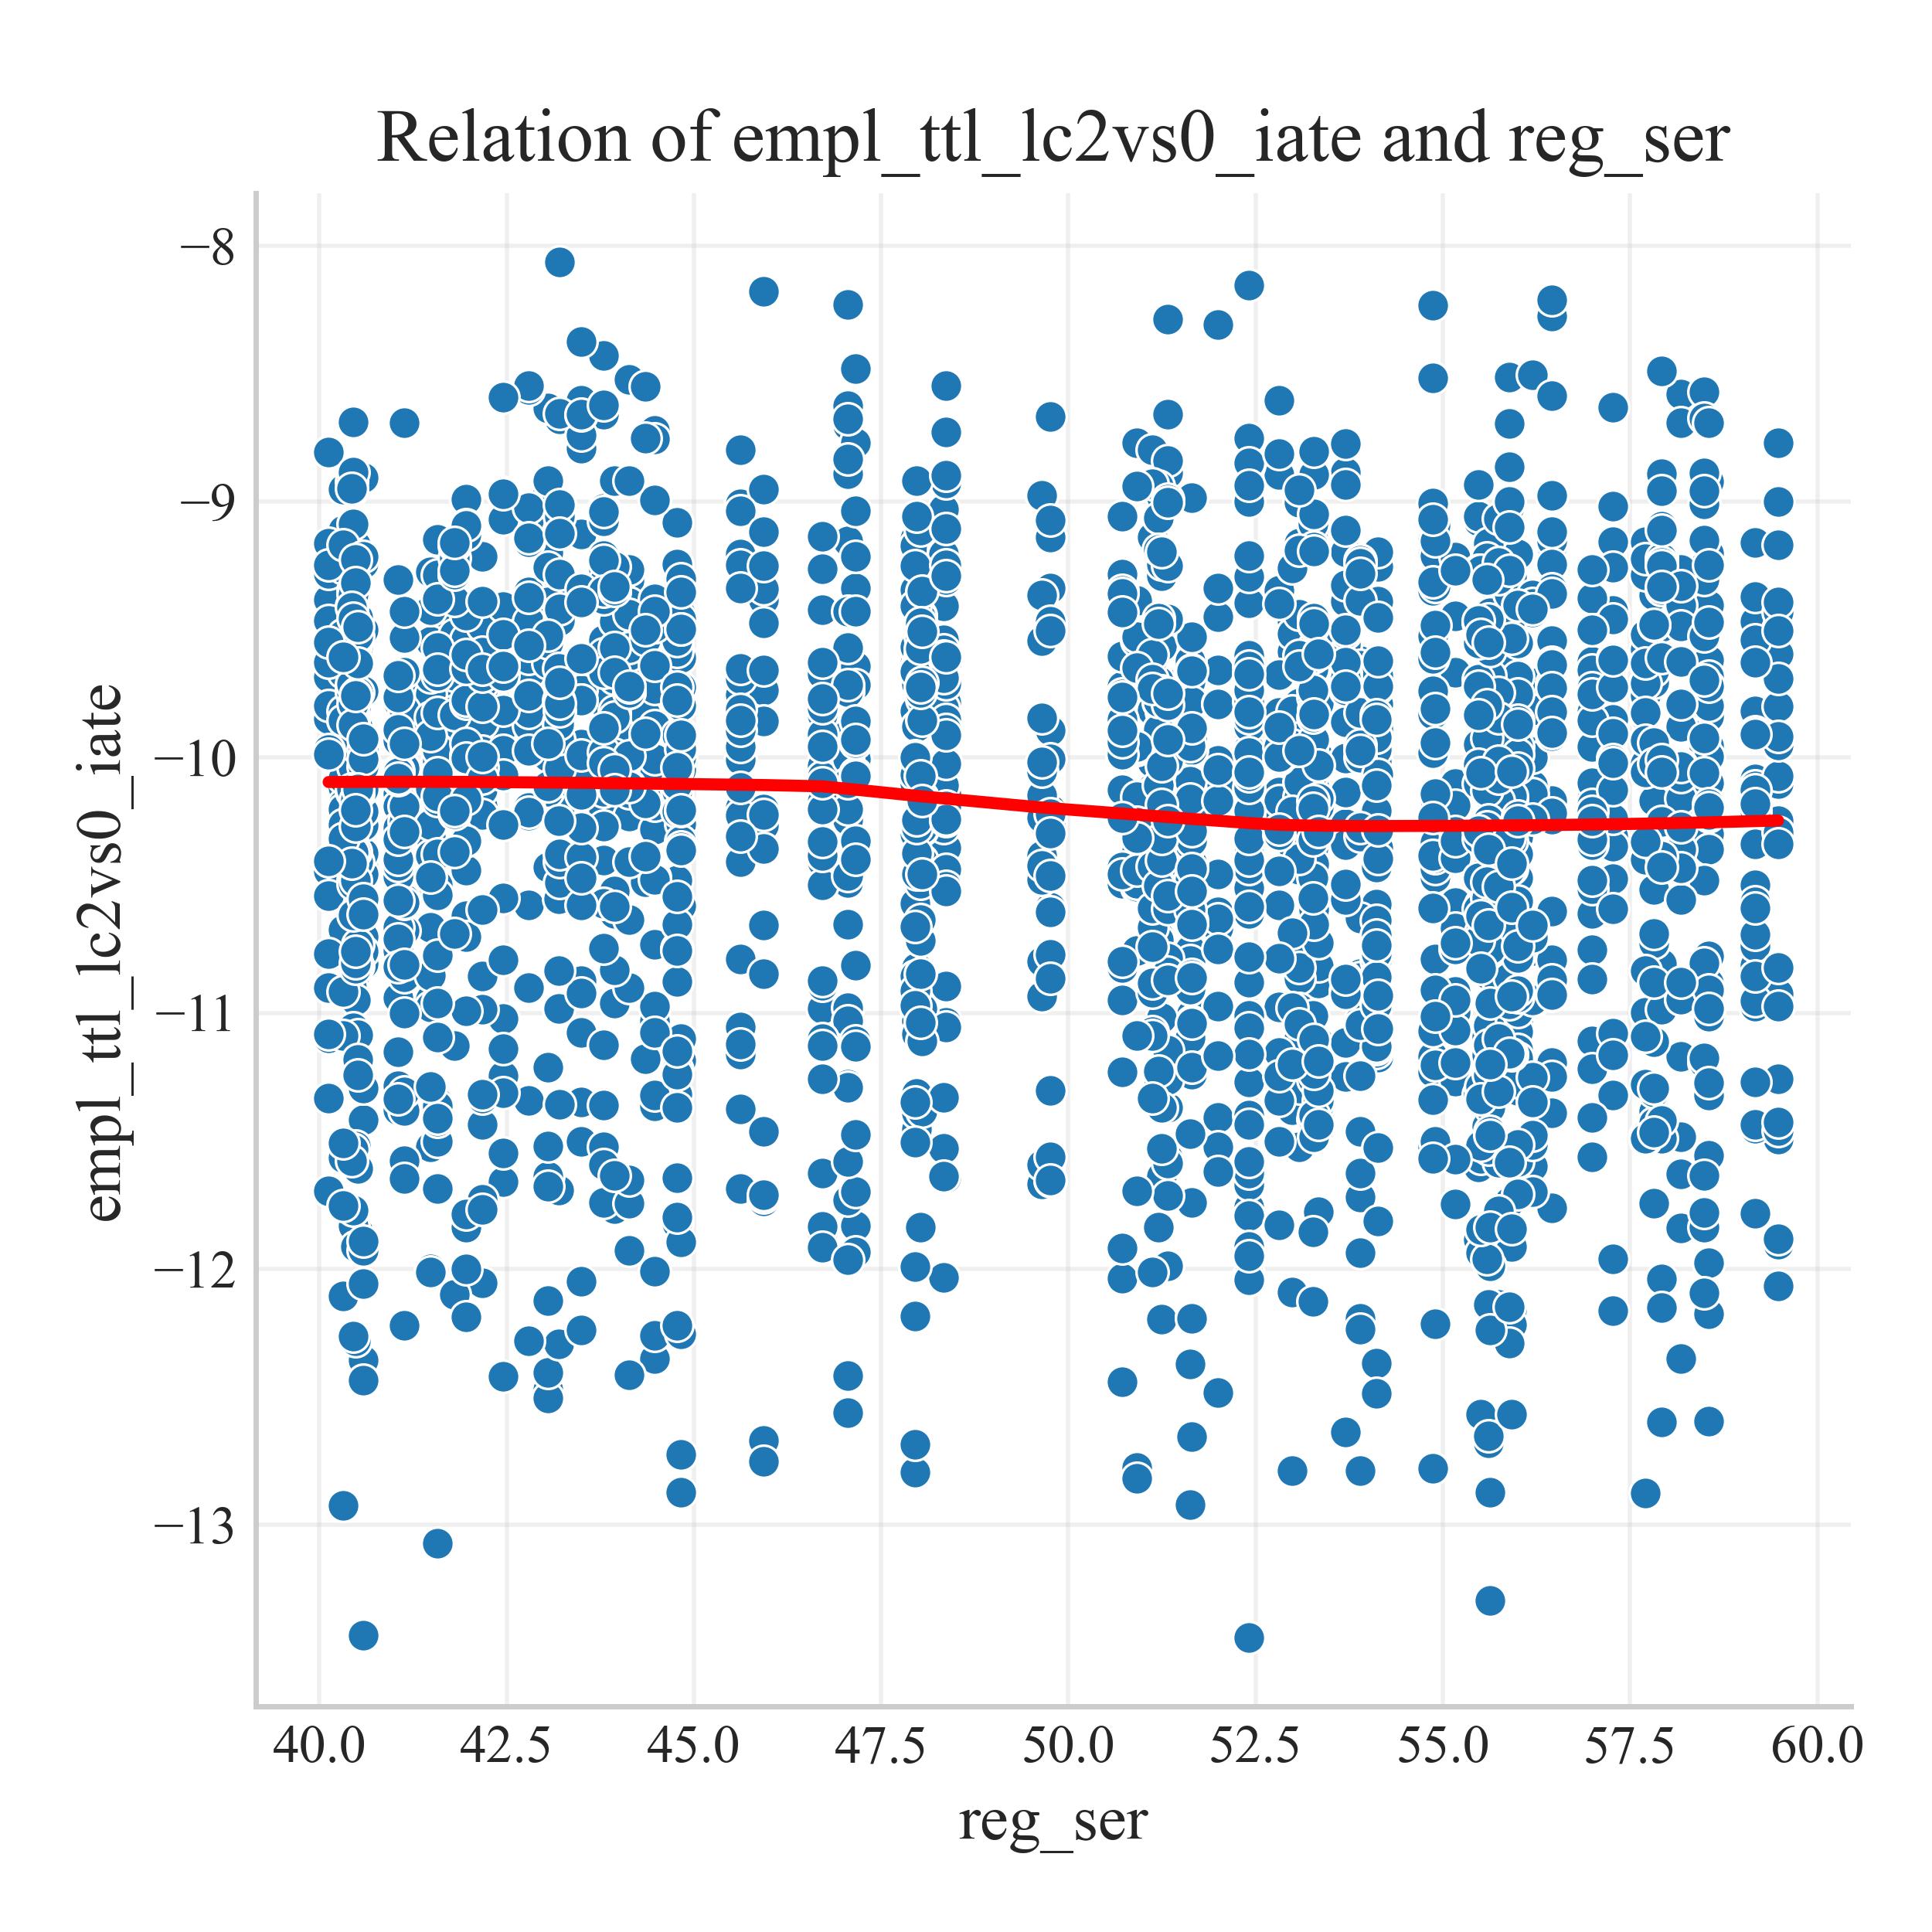 Relation of empl_ttl_lc2vs0_iate and reg_ser
empl_ttl_lc2vs0_iate
−8
−9
−10
−11
−12
−13
40.0 42.5 45.0 47.5 50.0 52.5 55.0 57.5 60.0
reg_ser